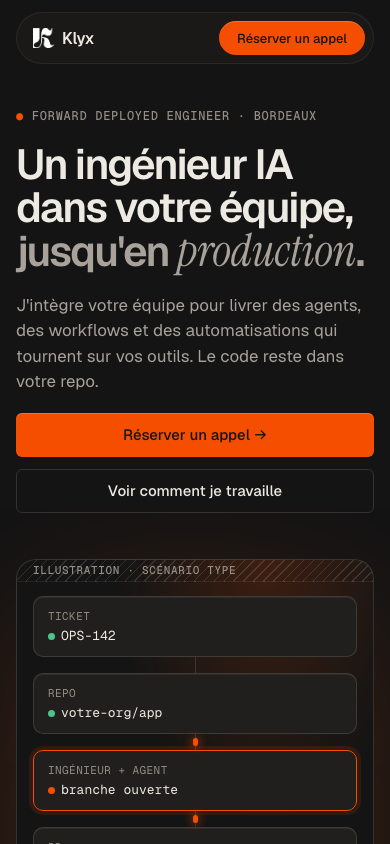 Klyx
Réserver un appel
FORWARD DEPLOYED ENGINEER · BORDEAUX
Un ingénieur IA
dans votre équipe,
jusqu'en production.
J'intègre votre équipe pour livrer des agents,
des workflows et des automatisations qui
tournent sur vos outils. Le code reste dans
votre repo.
Réserver un appel →
Voir comment je travaille
ILLUSTRATION · SCÉNARIO TYPE
TICKET
OPS-142
REPO
votre-org/app
INGÉNIEUR + AGENT
branche ouverte